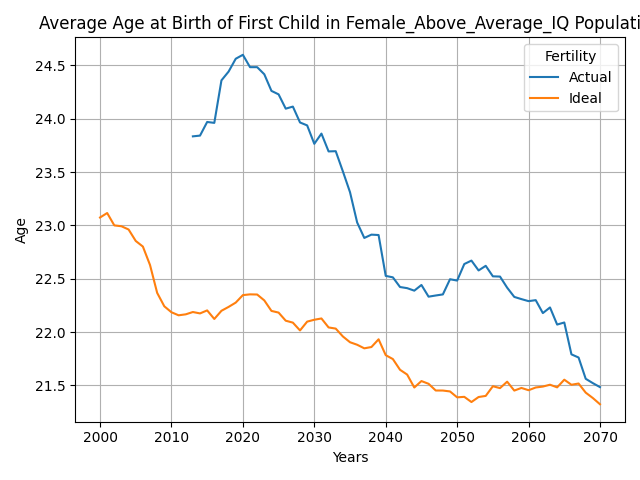 Average Age at Birth of First Child in Female_Above_Average_IQ Populati
Fertility
Actual
Ideal
24.5
24.0
23.5
23.0
22.5
22.0
21.5
Age
2000 2010 2020 2030 2040 2050 2060 2070
Years